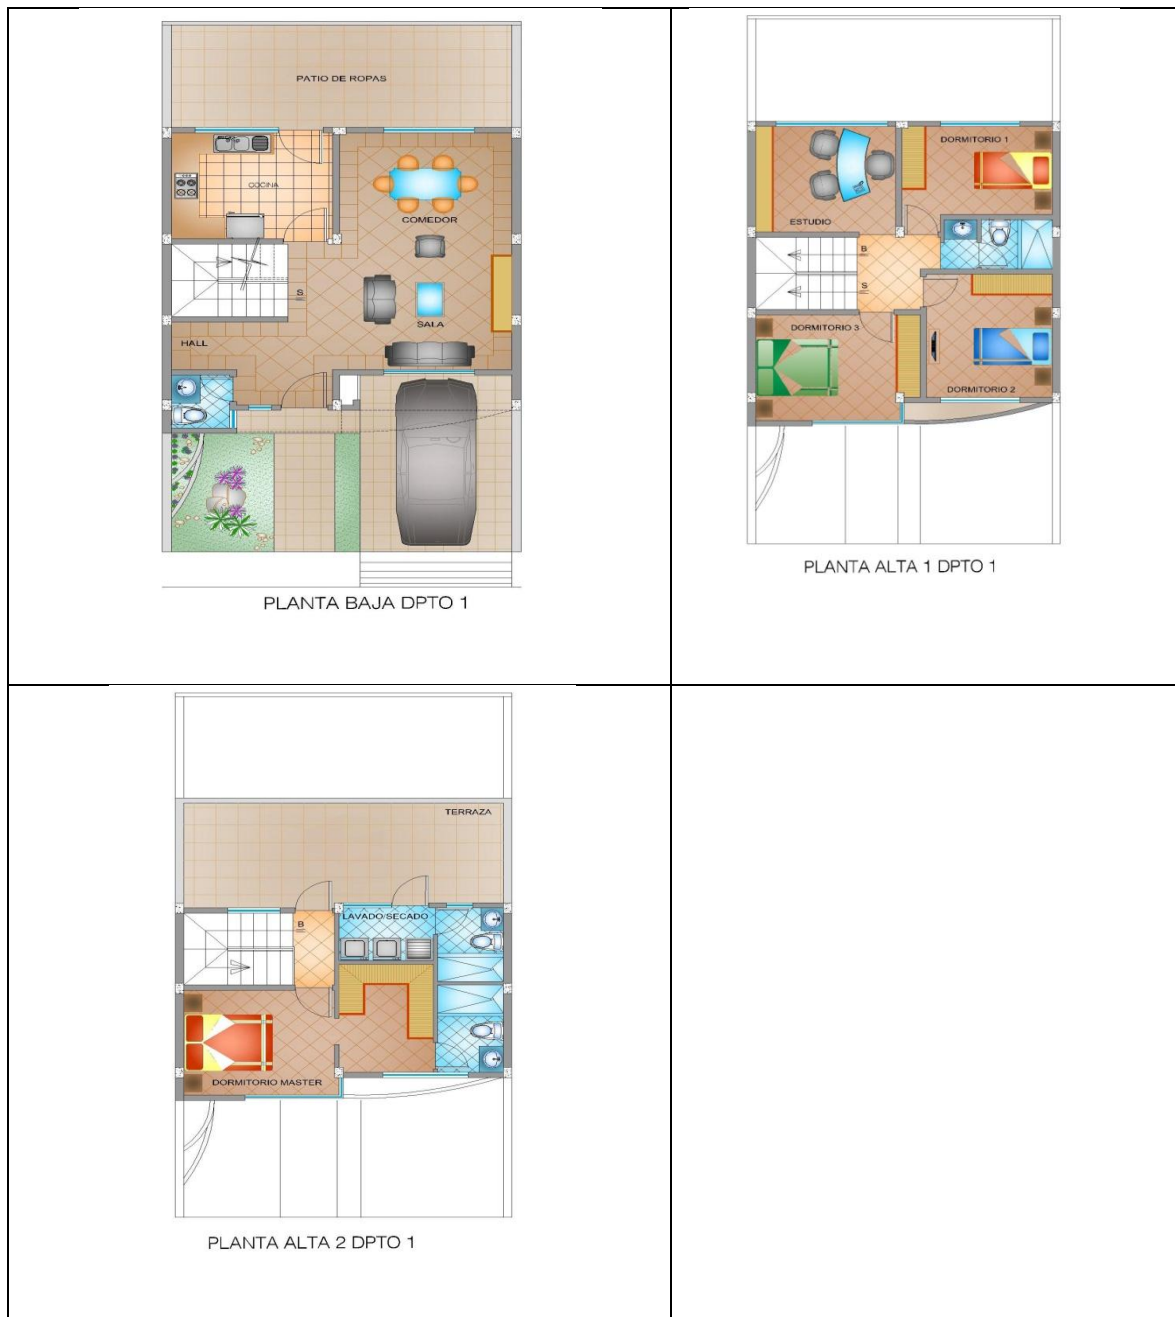 PATIO DE ROPAS
COCINA
COMEDOR
S
SALA
HALL
PLANTA BAJA DPTO 1
DORMITORIO 1
ESTUDIO
B
S
DORMITORIO 3
DORMITORIO 2
PLANTA ALTA 1 DPTO 1
TERRAZA
LAVADO/SECADO
B
DORMITORIO MASTER
PLANTA ALTA 2 DPTO 1